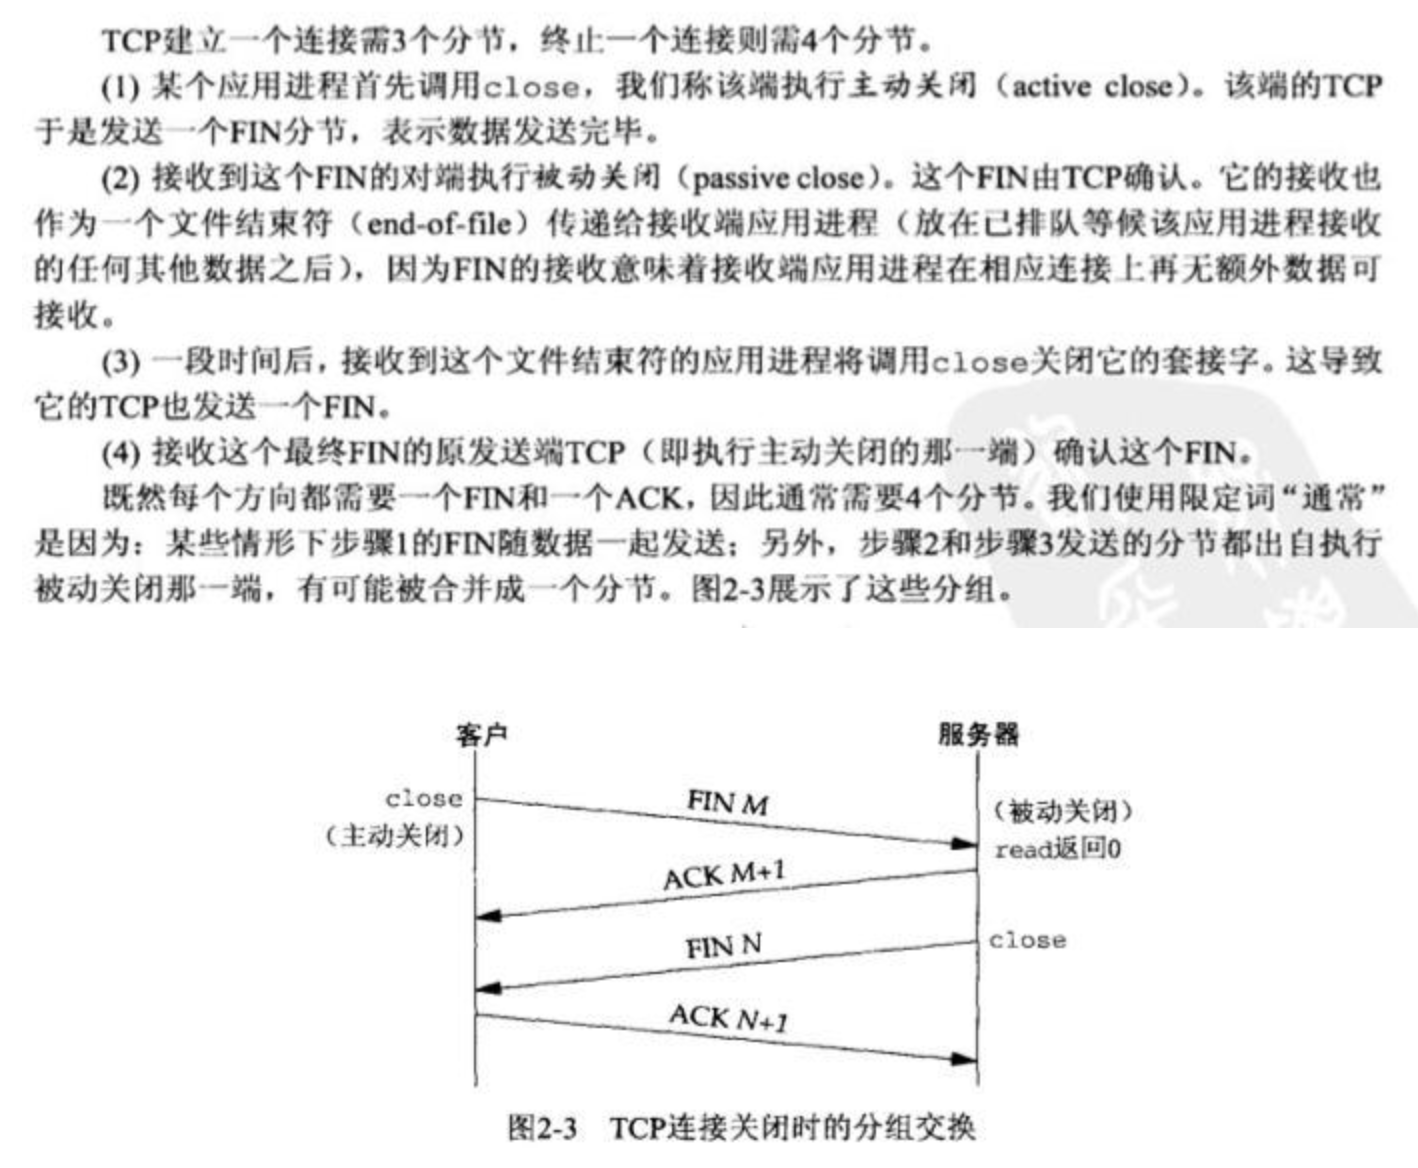 TCP建立一个连接需3个分节，终止一个连接则需4个分节。
(1) 某个应用进程首先调用close，我们称该端执行主动关闭（active close）。该端的TCP
于是发送一个FIN分节，表示数据发送完毕。
(2) 接收到这个FIN的对端执行被动关闭（passive close）。这个FIN由TCP确认。它的接收也
作为一个文件结束符（end-of-file）传递给接收端应用进程（放在已排队等候该应用进程接收
的任何其他数据之后），因为FIN的接收意味着接收端应用进程在相应连接上再无额外数据可
接收。
(3) 一段时间后，接收到这个文件结束符的应用进程将调用close关闭它的套接字。这导致
它的TCP也发送一个FIN。
(4) 接收这个最终FIN的原发送端TCP（即执行主动关闭的那一端）确认这个FIN。
既然每个方向都需要一个FIN和一个ACK，因此通常需要4个分节。我们使用限定词“通常”
是因为：某些情形下步骤1的FIN随数据一起发送；另外，步骤2和步骤3发送的分节都出自执行
被动关闭那一端，有可能被合并成一个分节。图2-3展示了这些分组。
客户
服务器
close
（主动关闭）
FIN M
（被动关闭）
read返回0
ACK M+1
FIN N
close
ACK N+1
图2-3 TCP连接关闭时的分组交换